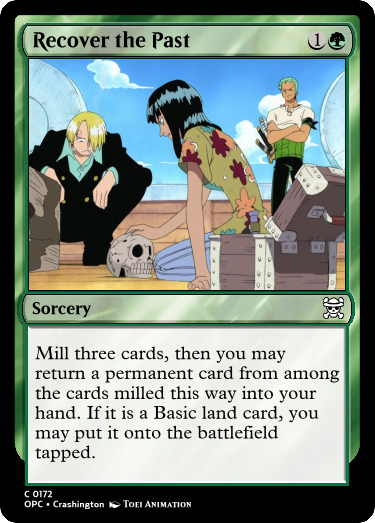 Recover the Past 1
Sorcery
Mill three cards, then you may
return a permanent card from among
the cards milled this way into your
hand. If it is a Basic land card, you
may put it onto the battlefield
tapped.
C 0172
OPC • Crashington Toei Animation